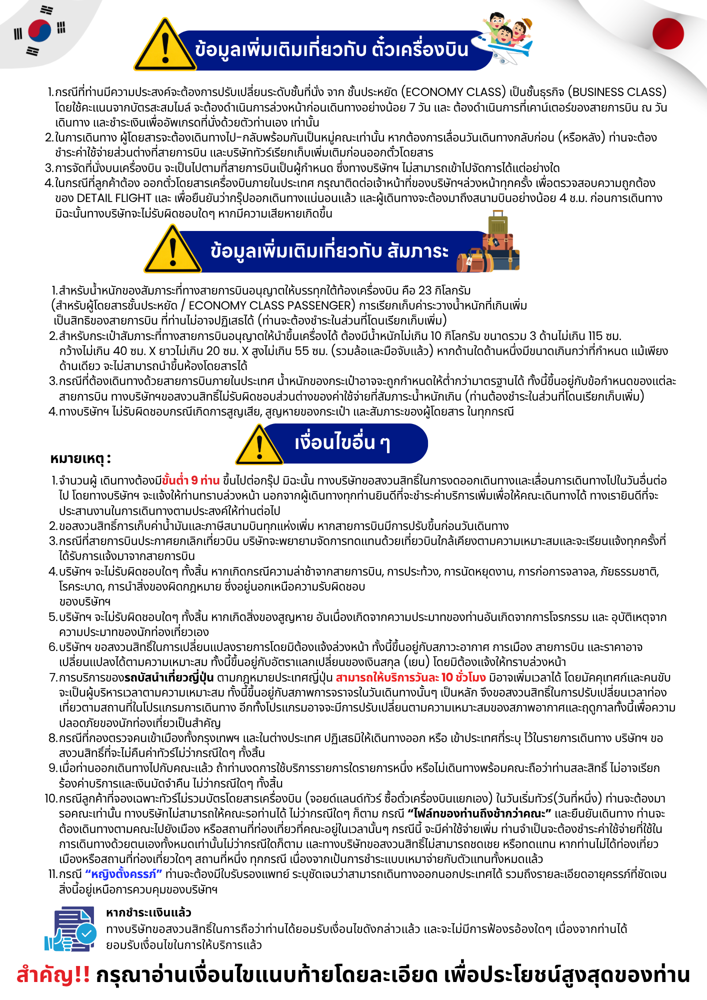 ข้อมูลเพิ่มเติมเกี่ยวกับ ตั๋วเครื่องบิน
1. กรณีที่ท่านมีความประสงค์จะต้องการปรับเปลี่ยนระดับชั้นที่นั่ง จาก ชั้นประหยัด (ECONOMY CLASS) เป็นชั้นธุรกิจ (BUSINESS CLASS)
โดยใช้คะแนนจากบัตรสะสมไมล์ จะต้องดำเนินการล่วงหน้าก่อนเดินทางอย่างน้อย 7 วัน และ ต้องดำเนินการที่เคาน์เตอร์ของสายการบิน ณ วัน
เดินทาง และชำระเงินเพื่ออัพเกรดที่นั่งด้วยตัวท่านเอง เท่านั้น
2. ในการเดินทาง ผู้โดยสารจะต้องเดินทางไป-กลับพร้อมกันเป็นหมู่คณะเท่านั้น หากต้องการเลื่อนวันเดินทางกลับก่อน (หรือหลัง) ท่านจะต้อง
ชำระค่าใช้จ่ายส่วนต่างที่สายการบิน และบริษัททัวร์เรียกเก็บเพิ่มเติมก่อนออกตั๋วโดยสาร
3. การจัดที่นั่งบนเครื่องบิน จะเป็นไปตามที่สายการบินเป็นผู้กำหนด ซึ่งทางบริษัทฯ ไม่สามารถเข้าไปจัดการได้แต่อย่างใด
4. ในกรณีที่ลูกค้าต้อง ออกตั๋วโดยสารเครื่องบินภายในประเทศ กรุณาติดต่อเจ้าหน้าที่ของบริษัทฯล่วงหน้าทุกครั้ง เพื่อตรวจสอบความถูกต้อง
ของ DETAIL FLIGHT และ เพื่อยืนยันว่ากรุ๊ปออกเดินทางแน่นอนแล้ว และผู้เดินทางจะต้องมาถึงสนามบินอย่างน้อย 4 ช.ม. ก่อนการเดินทาง
มิฉะนั้นทางบริษัทจะไม่รับผิดชอบใดๆ หากมีความเสียหายเกิดขึ้น
ข้อมูลเพิ่มเติมเกี่ยวกับ สัมภาระ
1. สำหรับน้ำหนักของสัมภาระที่ทางสายการบินอนุญาตให้บรรทุกใต้ท้องเครื่องบิน คือ 23 กิโลกรัม
(สำหรับผู้โดยสารชั้นประหยัด / ECONOMY CLASS PASSENGER) การเรียกเก็บค่าระวางน้ำหนักที่เกินเพิ่ม
เป็นสิทธิของสายการบิน ที่ท่านไม่อาจปฏิเสธได้ (ท่านจะต้องชำระในส่วนที่โดนเรียกเก็บเพิ่ม)
2. สำหรับกระเป๋าสัมภาระที่ทางสายการบินอนุญาตให้นำขึ้นเครื่องได้ ต้องมีน้ำหนักไม่เกิน 10 กิโลกรัม ขนาดรวม 3 ด้านไม่เกิน 115 ซม.
กว้างไม่เกิน 40 ซม. X ยาวไม่เกิน 20 ซม. X สูงไม่เกิน 55 ซม. (รวมล้อและมือจับแล้ว) หากด้านใดด้านหนึ่งมีขนาดเกินกว่าที่กำหนด แม้เพียง
ด้านเดียว จะไม่สามารถนำขึ้นห้องโดยสารได้
3. กรณีที่ต้องเดินทางด้วยสายการบินภายในประเทศ น้ำหนักของกระเป๋าอาจจะถูกกำหนดให้ต่ำกว่ามาตรฐานได้ ทั้งนี้ขึ้นอยู่กับข้อกำหนดของแต่ละ
สายการบิน ทางบริษัทฯขอสงวนสิทธิ์ไม่รับผิดชอบส่วนต่างของค่าใช้จ่ายที่สัมภาระน้ำหนักเกิน (ท่านต้องชำระในส่วนที่โดนเรียกเก็บเพิ่ม)
4. ทางบริษัทฯ ไม่รับผิดชอบกรณีเกิดการสูญเสีย, สูญหายของกระเป๋า และสัมภาระของผู้โดยสาร ในทุกกรณี
เงื่อนไขอื่น ๆ
หมายเหตุ :
1. จำนวนผู้ เดินทางต้องมีขั้นต่ำ 9 ท่าน ขึ้นไปต่อกรุ๊ป มิฉะนั้น ทางบริษัทขอสงวนสิทธิ์ในการงดออกเดินทางและเลื่อนการเดินทางไปในวันอื่นต่อ
ไป โดยทางบริษัทฯ จะแจ้งให้ท่านทราบล่วงหน้า นอกจากผู้เดินทางทุกท่านยินดีที่จะชำระค่าบริการเพิ่มเพื่อให้คณะเดินทางได้ ทางเรายินดีที่จะ
ประสานงานในการเดินทางตามประสงค์ให้ท่านต่อไป
2. ขอสงวนสิทธิ์การเก็บค่าน้ำมันและภาษีสนามบินทุกแห่งเพิ่ม หากสายการบินมีการปรับขึ้นก่อนวันเดินทาง
3. กรณีที่สายการบินประกาศยกเลิกเที่ยวบิน บริษัทจะพยายามจัดการทดแทนด้วยเที่ยวบินใกล้เคียงตามความเหมาะสมและจะเรียนแจ้งทุกครั้งที่
ได้รับการแจ้งมาจากสายการบิน
4. บริษัทฯ จะไม่รับผิดชอบใดๆ ทั้งสิ้น หากเกิดกรณีความล่าช้าจากสายการบิน, การประท้วง, การนัดหยุดงาน, การก่อการจลาจล, ภัยธรรมชาติ,
โรคระบาด, การนำสิ่งของผิดกฎหมาย ซึ่งอยู่นอกเหนือความรับผิดชอบ
ของบริษัทฯ
5. บริษัทฯ จะไม่รับผิดชอบใดๆ ทั้งสิ้น หากเกิดสิ่งของสูญหาย อันเนื่องเกิดจากความประมาทของท่านอันเกิดจากการโจรกรรม และ อุบัติเหตุจาก
ความประมาทของนักท่องเที่ยวเอง
6. บริษัทฯ ขอสงวนสิทธิ์ในการเปลี่ยนแปลงรายการโดยมิต้องแจ้งล่วงหน้า ทั้งนี้ขึ้นอยู่กับสภาวะอากาศ การเมือง สายการบิน และราคาอาจ
เปลี่ยนแปลงได้ตามความเหมาะสม ทั้งนี้ขึ้นอยู่กับอัตราแลกเปลี่ยนของเงินสกุล (เยน) โดยมิต้องแจ้งให้ทราบล่วงหน้า
7. การบริการของรถบัสนำเที่ยวญี่ปุ่น ตามกฎหมายประเทศญี่ปุ่น สามารถให้บริการวันละ 10 ชั่วโมง มิอาจเพิ่มเวลาได้ โดยมัคคุเทศก์และคนขับ
จะเป็นผู้บริหารเวลาตามความเหมาะสม ทั้งนี้ขึ้นอยู่กับสภาพการจราจรในวันเดินทางนั้นๆ เป็นหลัก จึงขอสงวนสิทธิ์ในการปรับเปลี่ยนเวลาท่อง
เที่ยวตามสถานที่ในโปรแกรมการเดินทาง อีกทั้งโปรแกรมอาจจะมีการปรับเปลี่ยนตามความเหมาะสมของสภาพอากาศและฤดูกาลทั้งนี้เพื่อความ
ปลอดภัยของนักท่องเที่ยวเป็นสำคัญ
8. กรณีที่กองตรวจคนเข้าเมืองทั้งกรุงเทพฯ และในต่างประเทศ ปฏิเสธมิให้เดินทางออก หรือ เข้าประเทศที่ระบุ ไว้ในรายการเดินทาง บริษัทฯ ขอ
สงวนสิทธิ์ที่จะไม่คืนค่าทัวร์ไม่ว่ากรณีใดๆ ทั้งสิ้น
9. เมื่อท่านออกเดินทางไปกับคณะแล้ว ถ้าท่านงดการใช้บริการรายการใดรายการหนึ่ง หรือไม่เดินทางพร้อมคณะถือว่าท่านสละสิทธิ์ ไม่อาจเรียก
ร้องค่าบริการและเงินมัดจำคืน ไม่ว่ากรณีใดๆ ทั้งสิ้น
10. กรณีลูกค้าที่จองเฉพาะทัวร์ไม่รวมบัตรโดยสารเครื่องบิน (จอยด์แลนด์ทัวร์ ซื้อตั๋วเครื่องบินแยกเอง) ในวันเริ่มทัวร์(วันที่หนึ่ง) ท่านจะต้องมา
รอคณะเท่านั้น ทางบริษัทไม่สามารถให้คณะรอท่านได้ ไม่ว่ากรณีใดๆ ก็ตาม กรณี “ไฟล์ทของท่านถึงช้ากว่าคณะ” และยืนยันเดินทาง ท่านจะ
ต้องเดินทางตามคณะไปยังเมือง หรือสถานที่ท่องเที่ยวที่คณะอยู่ในเวลานั้นๆ กรณีนี้ จะมีค่าใช้จ่ายเพิ่ม ท่านจำเป็นจะต้องชำระค่าใช้จ่ายที่ใช้ใน
การเดินทางด้วยตนเองทั้งหมดเท่านั้นไม่ว่ากรณีใดก็ตาม และทางบริษัทขอสงวนสิทธิ์ไม่สามารถชดเชย หรือทดแทน หากท่านไม่ได้ท่องเที่ยว
เมืองหรือสถานที่ท่องเที่ยวใดๆ สถานที่หนึ่ง ทุกกรณี เนื่องจากเป้นการชำระแบบเหมาจ่ายกับตัวแทนทั้งหมดแล้ว
11. กรณี “หญิงตั้งครรภ์” ท่านจะต้องมีใบรับรองแพทย์ ระบุชัดเจนว่าสามารถเดินทางออกนอกประเทศได้ รวมถึงรายละเอียดอายุครรภ์ที่ชัดเจน
สิ่งนี้อยู่เหนือการควบคุมของบริษัทฯ
หากชำระเเงินแล้ว
ทางบริษัทขอสงวนสิทธิ์ในการถือว่าท่านได้ยอมรับเงื่อนไขดังกล่าวแล้ว และจะไม่มีการฟ้องรอ้องใดๆ เนื่องจากท่านได้
ยอมรับเงื่อนไขในการให้บริการแล้ว
สำคัญ!! กรุณาอ่านเงื่อนไขแนบท้ายโดยละเอียด เพื่อประโยชน์สูงสุดของท่าน